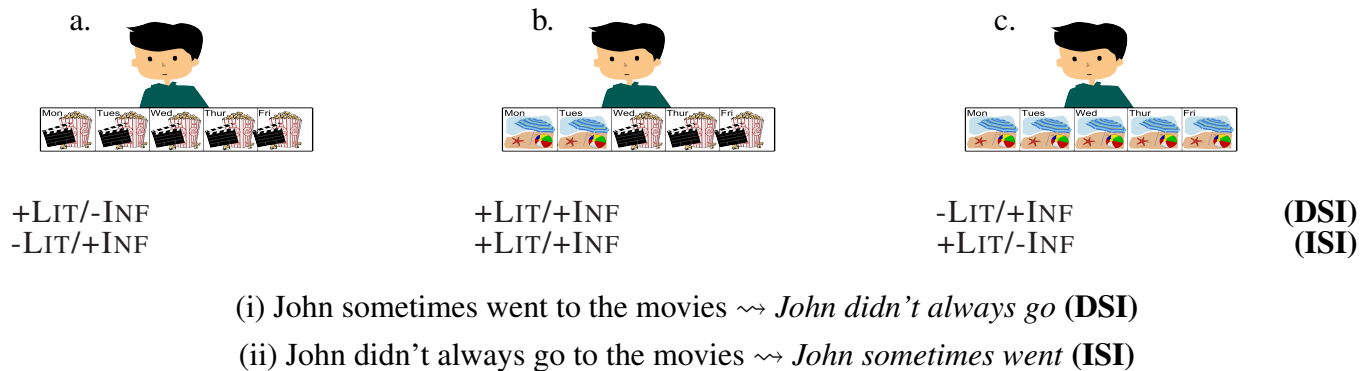 a. b. c.
Mon Tues Wed Thur Fri Mon Tues Wed Thur Fri Mon Tues Wed Thur Fri
+LIT/-INF +LIT/+INF -LIT/+INF (DSI)
-LIT/+INF +LIT/+INF +LIT/-INF (ISI)
(i) John sometimes went to the movies ⇝ John didn't always go (DSI)
(ii) John didn't always go to the movies ⇝ John sometimes went (ISI)